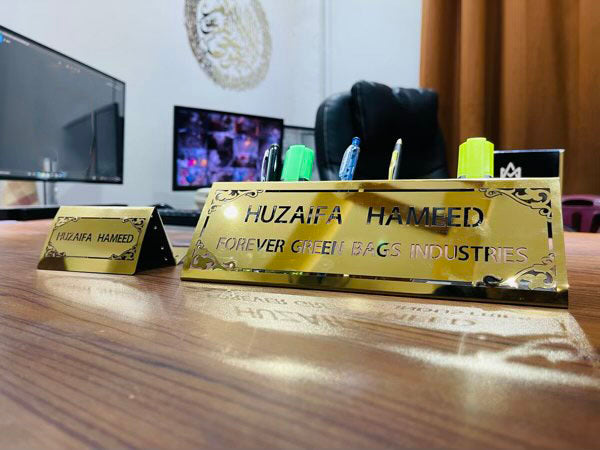 HUZAIFA HAMEED
HUZAIFA HAMEED
FOREVER GREEN BAGS INDUSTRIES